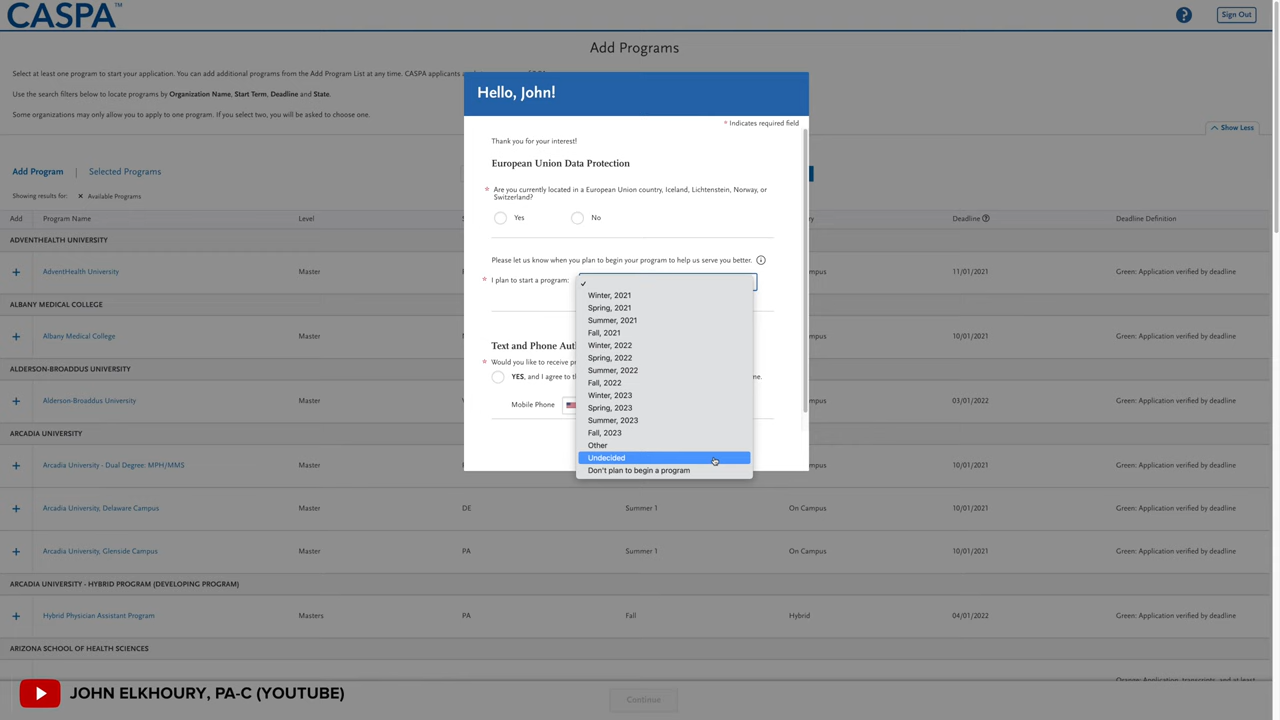 CASPA™
? Sign Out
Add Programs
Select at least one program to start your application. You can add additional programs from the Add Program List at any time. CASPA applicants
Use the search filters below to locate programs by Organization Name, Start Term, Deadline and State.
Some organizations may only allow you to apply to one program. If you select two, you will be asked to choose one.
Show Less
Add Program | Selected Programs
Showing results for: × Available Programs
Add Program Name Level Deadline ? Deadline Definition
ADVENTHEALTH UNIVERSITY
+ AdventHealth University Master 11/01/2021 Green: Application verified by deadline
ALBANY MEDICAL COLLEGE
+ Albany Medical College Master 10/01/2021 Green: Application verified by deadline
ALDERSON-BROADDUS UNIVERSITY
+ Alderson-Broaddus University Master 03/01/2022 Green: Application verified by deadline
ARCADIA UNIVERSITY
+ Arcadia University - Dual Degree: MPH/MMS Master 10/01/2021 Green: Application verified by deadline
+ Arcadia University, Delaware Campus Master DE Summer 1 On Campus 10/01/2021 Green: Application verified by deadline
+ Arcadia University, Glenside Campus Master PA Summer 1 On Campus 10/01/2021 Green: Application verified by deadline
ARCADIA UNIVERSITY - HYBRID PROGRAM (DEVELOPING PROGRAM)
+ Hybrid Physician Assistant Program Masters PA Fall Hybrid 04/01/2022 Green: Application verified by deadline
ARIZONA SCHOOL OF HEALTH SCIENCES
Hello, John!
* Indicates required field
Thank you for your interest!
European Union Data Protection
* Are you currently located in a European Union country, Iceland, Lichtenstein, Norway, or
Switzerland?
Yes No
Please let us know when you plan to begin your program to help us serve you better.
* I plan to start a program:
✓
Winter, 2021
Spring, 2021
Summer, 2021
Fall, 2021
Winter, 2022
Spring, 2022
Summer, 2022
Fall, 2022
Winter, 2023
Spring, 2023
Summer, 2023
Fall, 2023
Other
Undecided
Don't plan to begin a program
Text and Phone
* Would you like to receive
YES, and I agree to
Mobile Phone
Continue
JOHN ELKHOURY, PA-C (YOUTUBE)